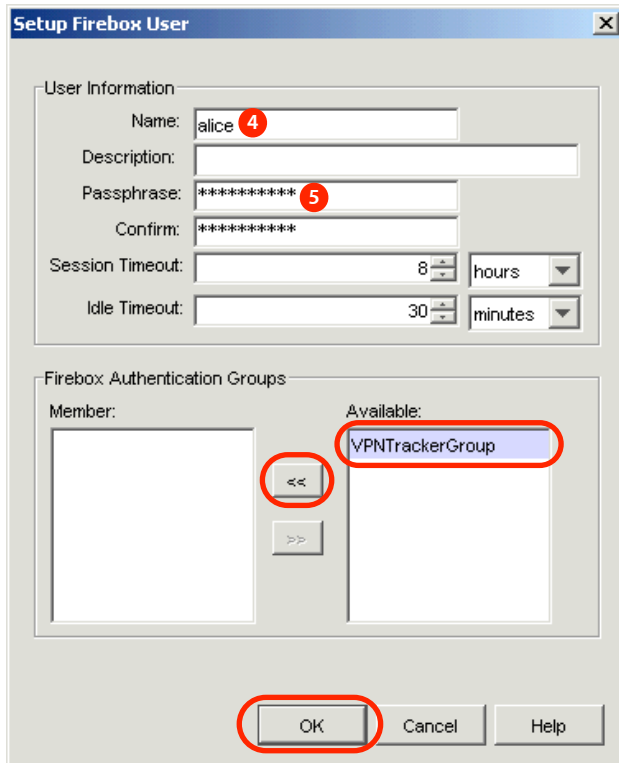 Setup Firebox User
User Information
Name: alice 4
Description:
Passphrase: ********** 5
Confirm: **********
Session Timeout: 8 hours
Idle Timeout: 30 minutes
Firebox Authentication Groups
Member: Available:
VPNTrackerGroup
<<
>>
OK Cancel Help